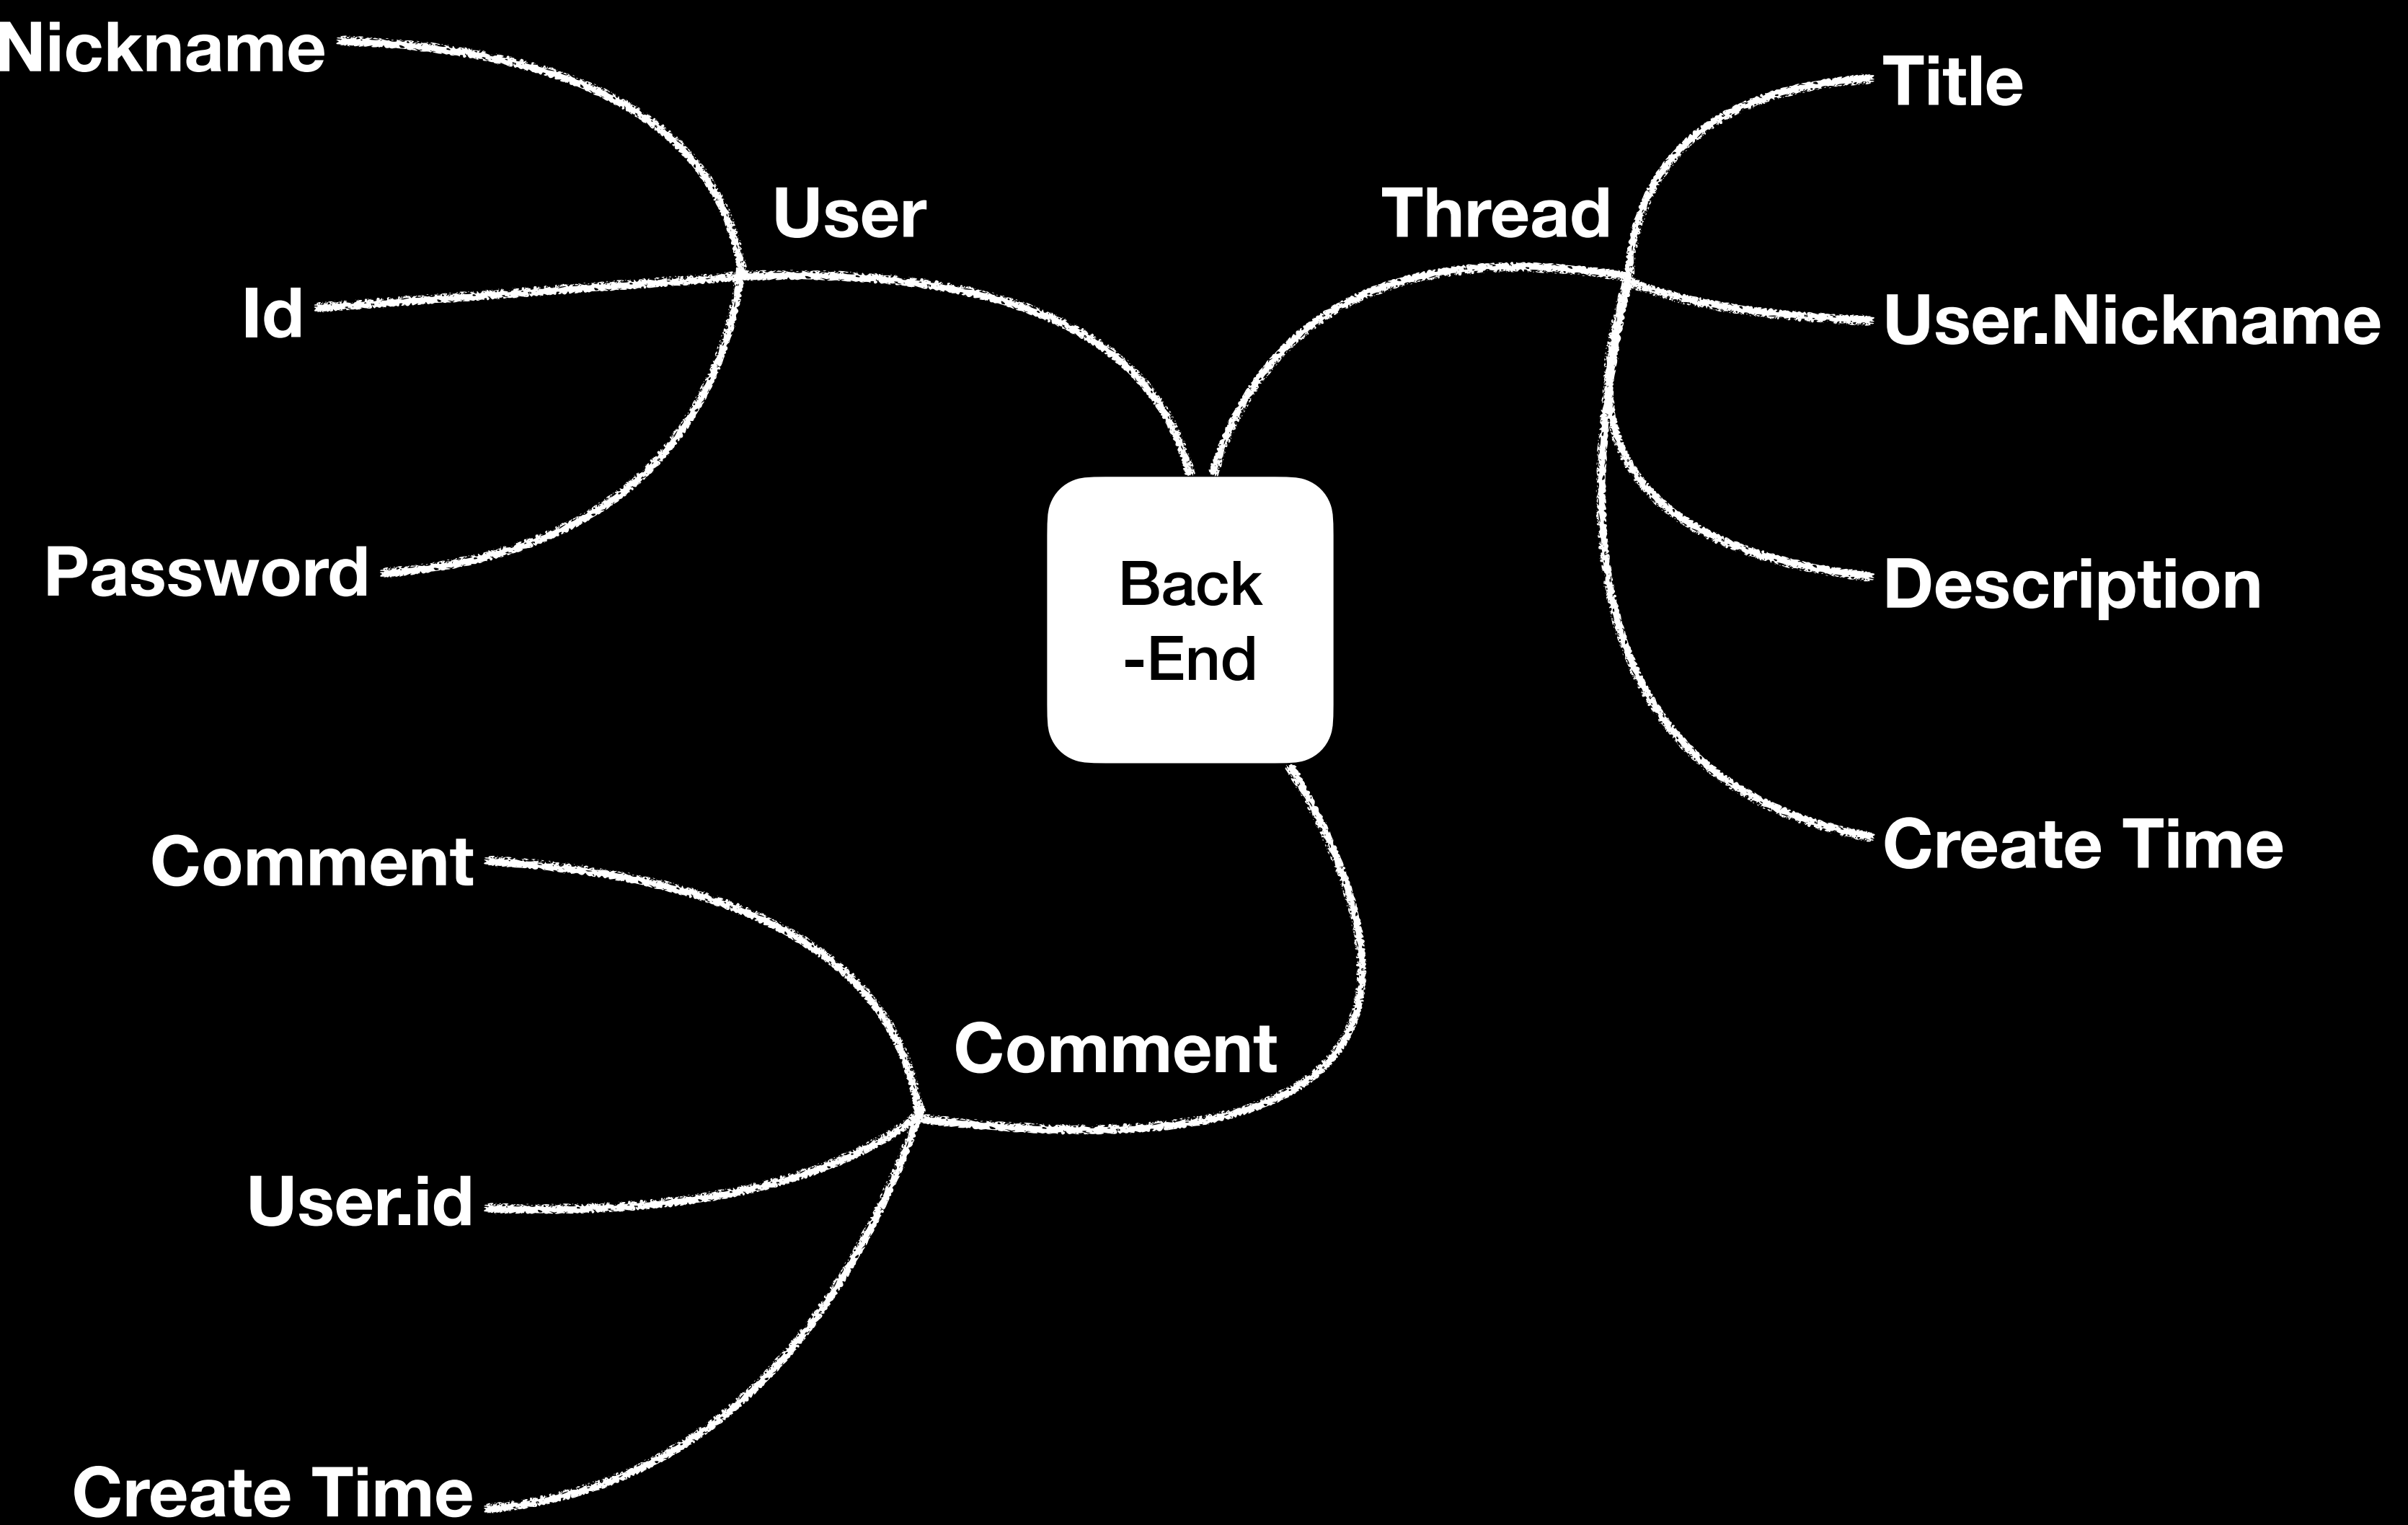 Nickname
Id
Password
User
Thread
Title
User.Nickname
Description
Create Time
Back
-End
Comment
Comment
User.id
Create Time